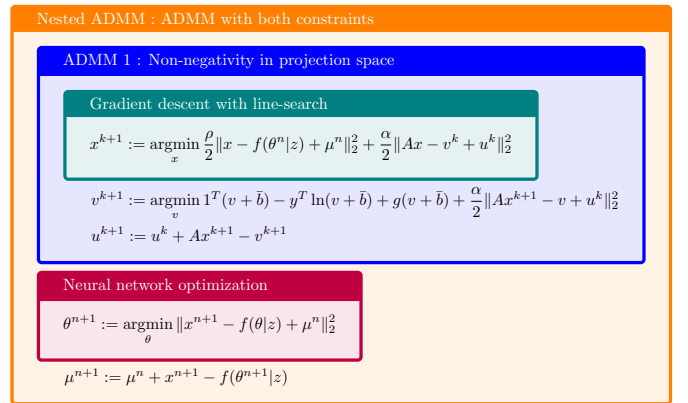 Nested ADMM : ADMM with both constraints
ADMM 1 : Non-negativity in projection space
Gradient descent with line-search
x^{k+1} := argmin_x ρ/2 ‖x − f(θ^n|z) + μ^n‖_2^2 + α/2 ‖Ax − v^k + u^k‖_2^2
v^{k+1} := argmin_v 1^T(v + b̄) − y^T ln(v + b̄) + g(v + b̄) + α/2 ‖Ax^{k+1} − v + u^k‖_2^2
u^{k+1} := u^k + Ax^{k+1} − v^{k+1}
Neural network optimization
θ^{n+1} := argmin_θ ‖x^{n+1} − f(θ|z) + μ^n‖_2^2
μ^{n+1} := μ^n + x^{n+1} − f(θ^{n+1}|z)